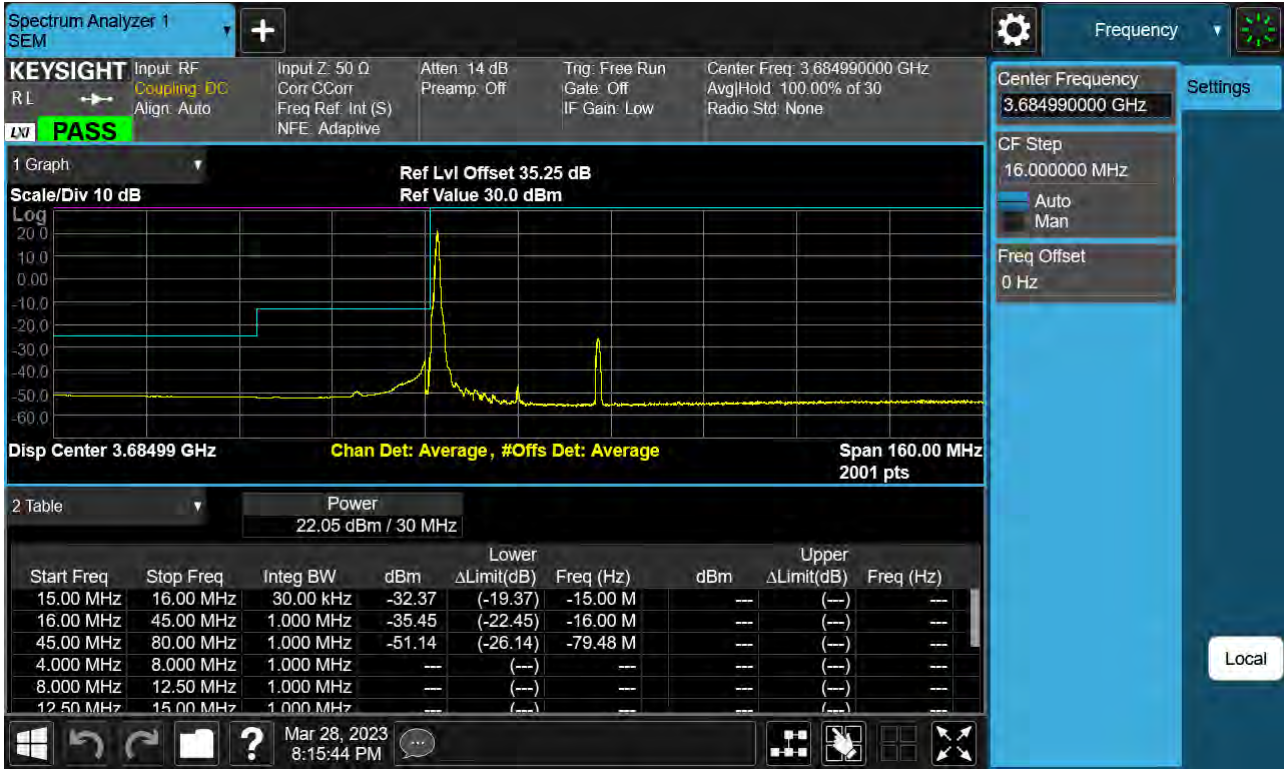 Spectrum Analyzer 1
SEM
Frequency
KEYSIGHT
RL
LXI
PASS
Input: RF
Coupling: DC
Align: Auto
Input Z: 50 Ω
Corr CCorr
Freq Ref: Int (S)
NFE: Adaptive
Atten: 14 dB
Preamp: Off
Trig: Free Run
Gate: Off
IF Gain: Low
Center Freq: 3.684990000 GHz
Avg|Hold: 100.00% of 30
Radio Std: None
Center Frequency
3.684990000 GHz
Settings
CF Step
16.000000 MHz
Auto
Man
Freq Offset
0 Hz
1 Graph
Scale/Div 10 dB
Ref Lvl Offset 35.25 dB
Ref Value 30.0 dBm
Log
20.0
10.0
0.00
-10.0
-20.0
-30.0
-40.0
-50.0
-60.0
Disp Center 3.68499 GHz
Chan Det: Average, #Offs Det: Average
Span 160.00 MHz
2001 pts
2 Table
Power
22.05 dBm / 30 MHz
Lower Upper
Start Freq Stop Freq Integ BW dBm ΔLimit(dB) Freq (Hz) dBm ΔLimit(dB) Freq (Hz)
15.00 MHz 16.00 MHz 30.00 kHz -32.37 (-19.37) -15.00 M --- (---) ---
16.00 MHz 45.00 MHz 1.000 MHz -35.45 (-22.45) -16.00 M --- (---) ---
45.00 MHz 80.00 MHz 1.000 MHz -51.14 (-26.14) -79.48 M --- (---) ---
4.000 MHz 8.000 MHz 1.000 MHz --- (---) --- --- (---) ---
8.000 MHz 12.50 MHz 1.000 MHz --- (---) --- --- (---) ---
12.50 MHz 15.00 MHz 1.000 MHz --- (---) --- --- (---) ---
Local
?
Mar 28, 2023
8:15:44 PM